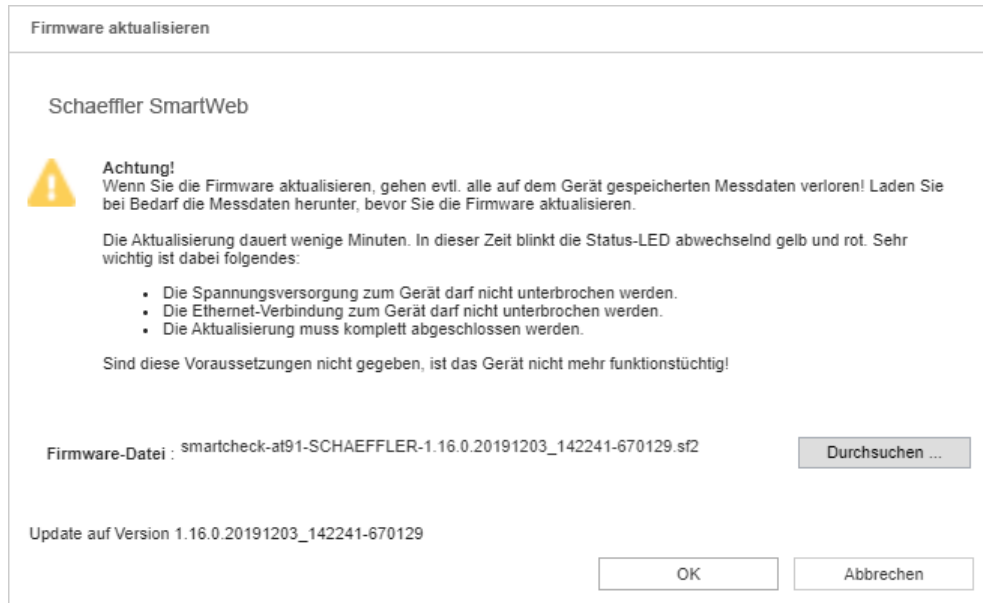 Firmware aktualisieren
Schaeffler SmartWeb
Achtung!
Wenn Sie die Firmware aktualisieren, gehen evtl. alle auf dem Gerät gespeicherten Messdaten verloren! Laden Sie
bei Bedarf die Messdaten herunter, bevor Sie die Firmware aktualisieren.
Die Aktualisierung dauert wenige Minuten. In dieser Zeit blinkt die Status-LED abwechselnd gelb und rot. Sehr
wichtig ist dabei folgendes:
• Die Spannungsversorgung zum Gerät darf nicht unterbrochen werden.
• Die Ethernet-Verbindung zum Gerät darf nicht unterbrochen werden.
• Die Aktualisierung muss komplett abgeschlossen werden.
Sind diese Voraussetzungen nicht gegeben, ist das Gerät nicht mehr funktionstüchtig!
Firmware-Datei : smartcheck-at91-SCHAEFFLER-1.16.0.20191203_142241-670129.sf2 Durchsuchen ...
Update auf Version 1.16.0.20191203_142241-670129
OK Abbrechen